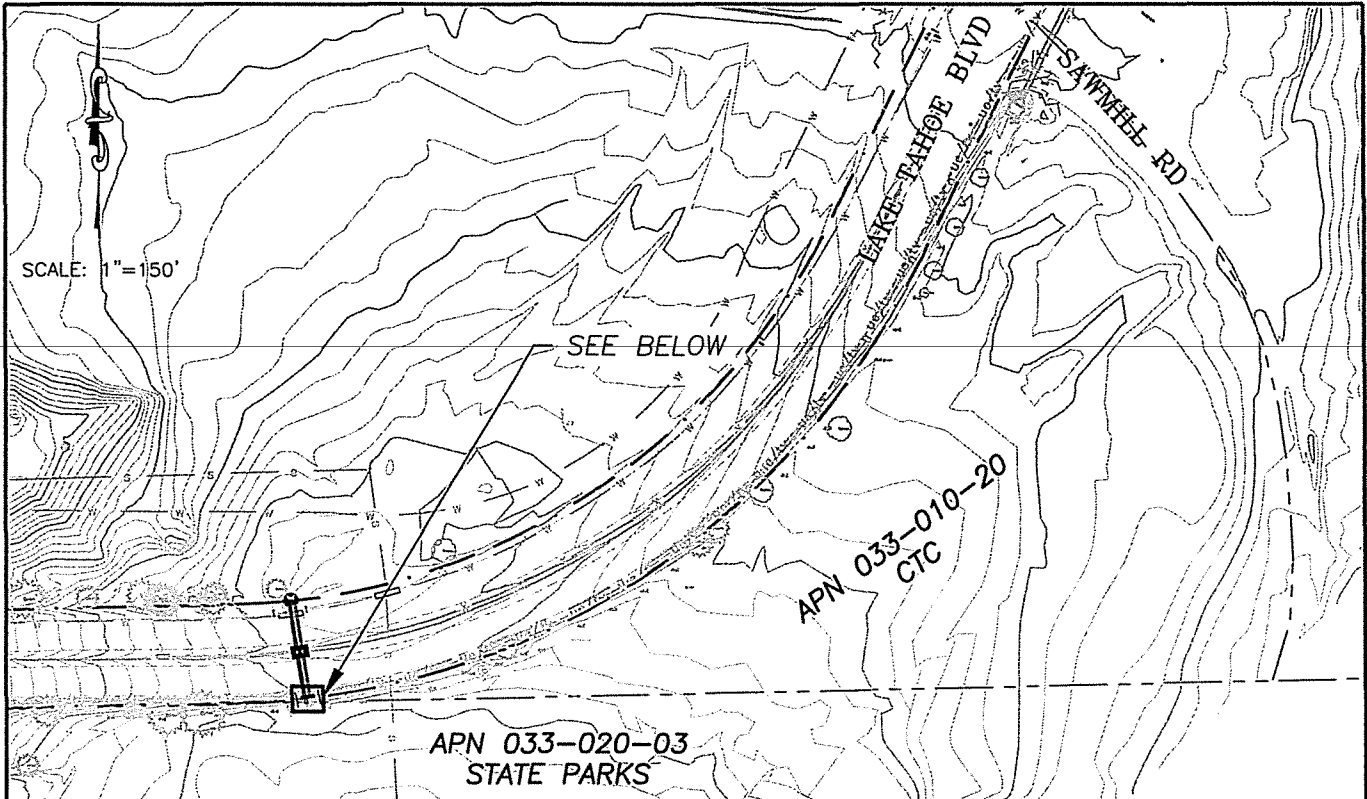 LAKE TAHOE BLVD
SAWMILL RD
SCALE: 1"=150'
SEE BELOW
APN 033-010-20
CTC
APN 033-020-03
STATE PARKS